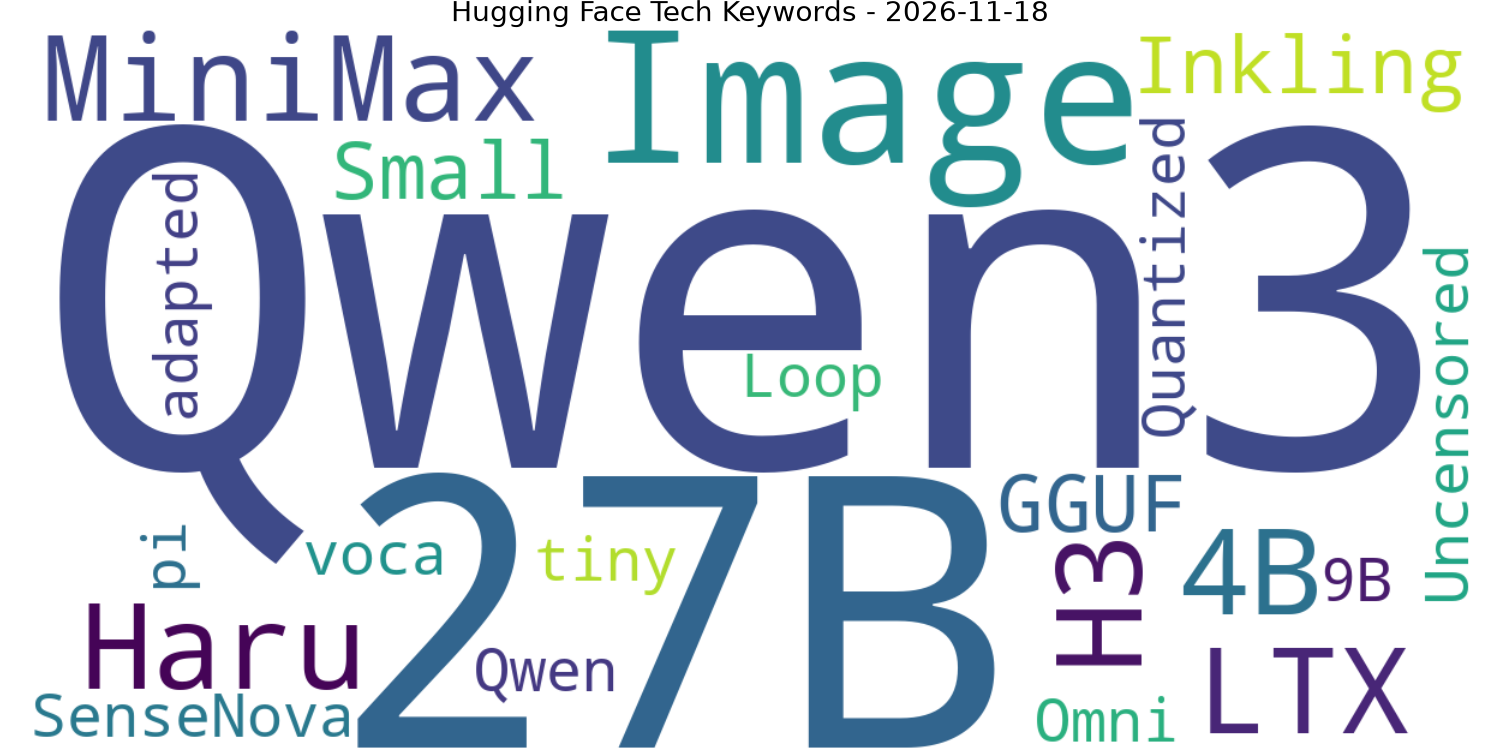 Hugging Face Tech Keywords - 2026-11-18
MiniMax
Image
Inkling
Small
Qwen3
adapted
Quantized
Loop
Uncensored
27B
GGUF
pi
voca
tiny
H3
4B
9B
Haru
Qwen
LTX
SenseNova
Omni